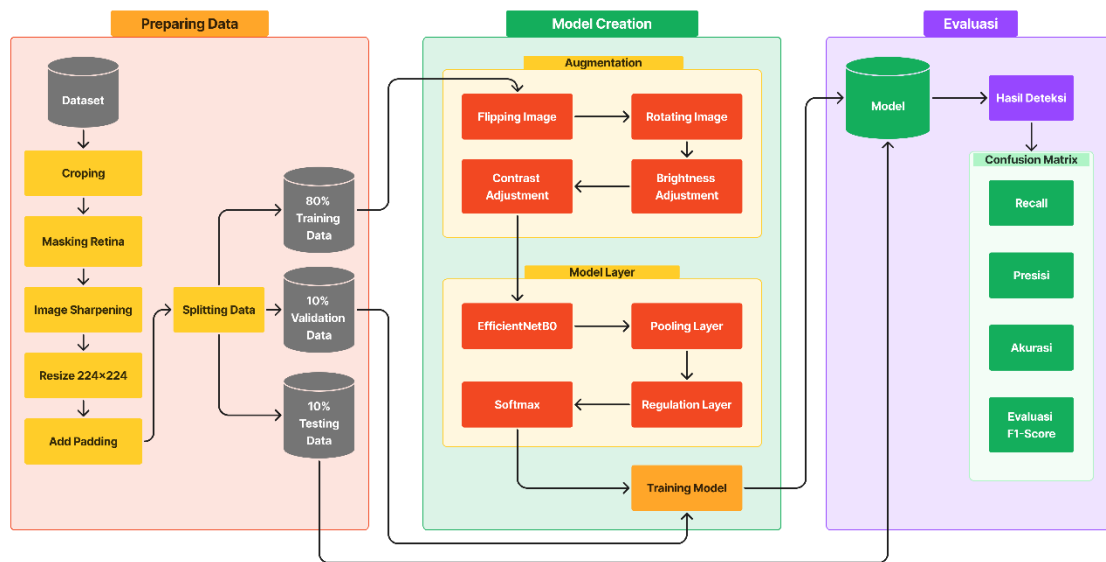 Preparing Data
Dataset
Croping
Masking Retina
Image Sharpening
Resize 224×224
Add Padding
Splitting Data
80%
Training
Data
10%
Validation
Data
10%
Testing
Data
Model Creation
Augmentation
Flipping Image
Rotating Image
Contrast
Adjustment
Brightness
Adjustment
Model Layer
EfficientNetB0
Pooling Layer
Softmax
Regulation Layer
Training Model
Evaluasi
Model
Hasil Deteksi
Confusion Matrix
Recall
Presisi
Akurasi
Evaluasi
F1-Score